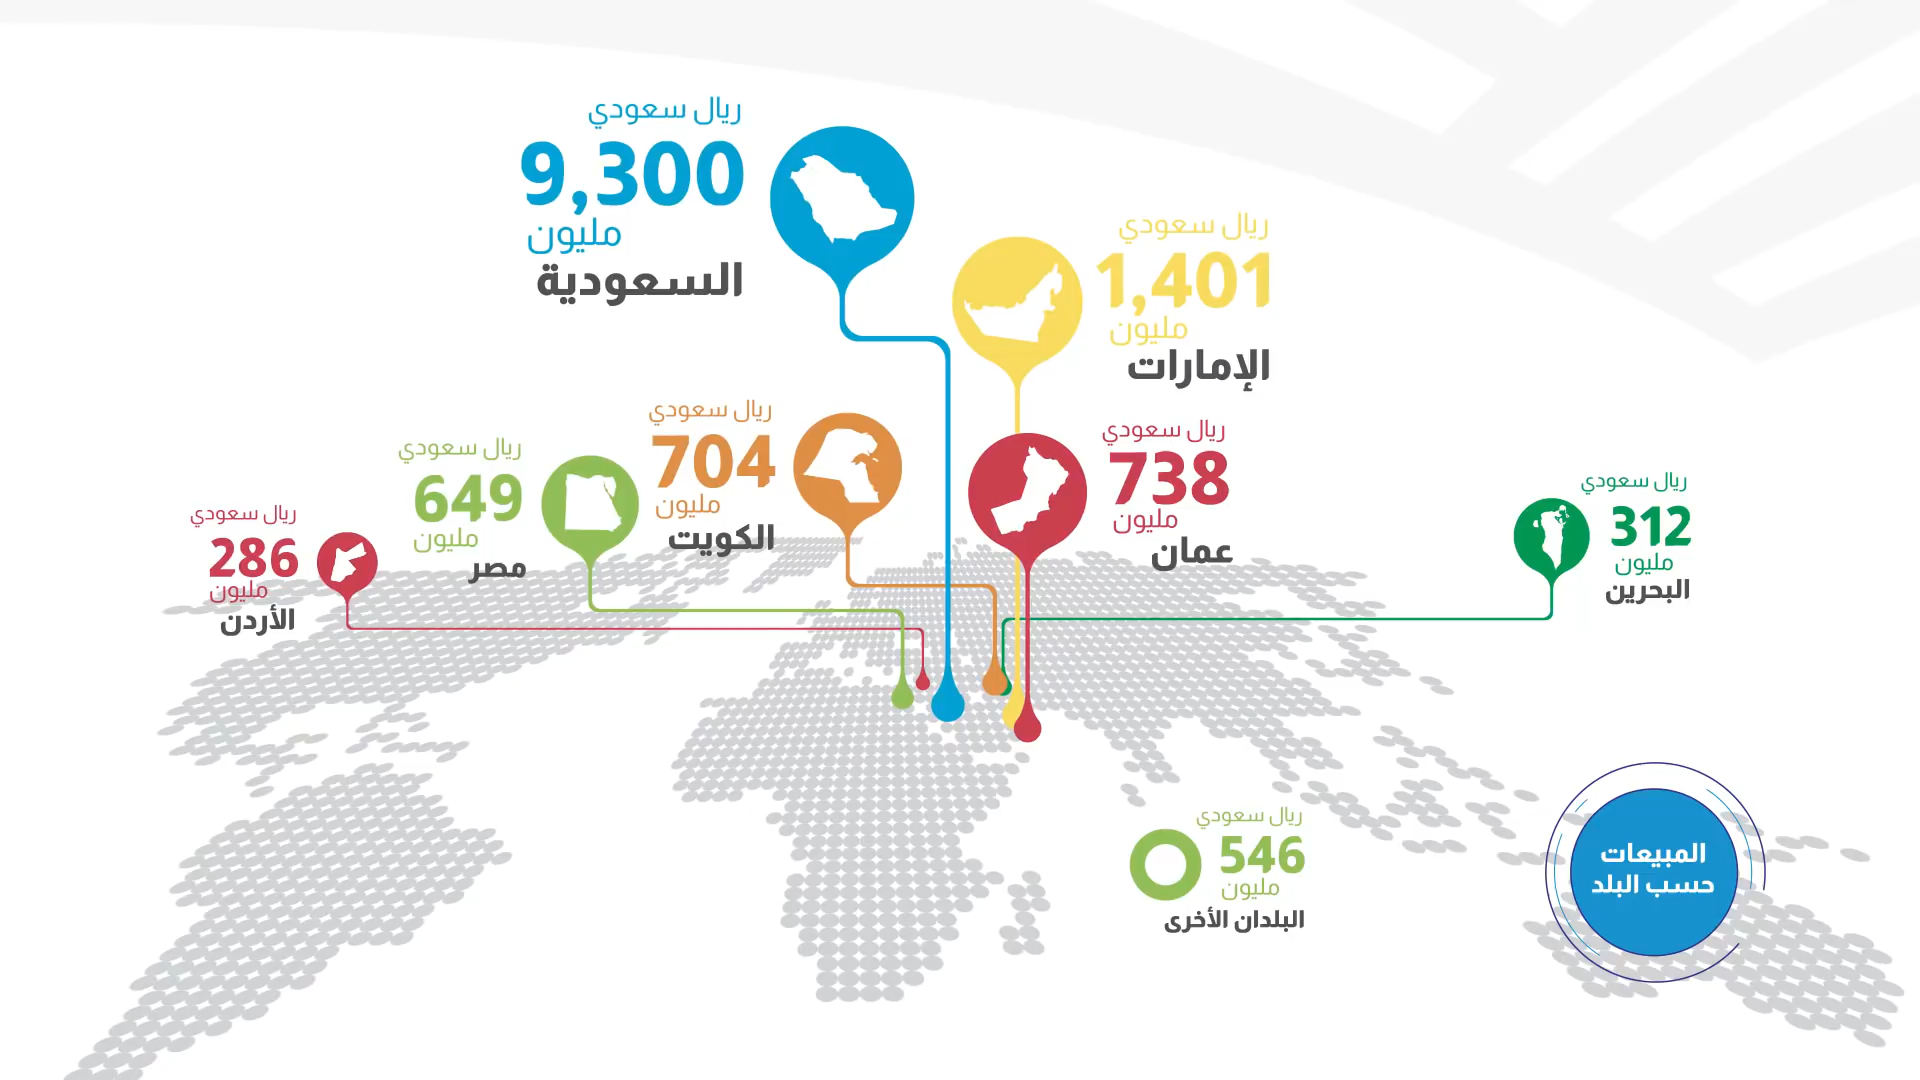 ريال سعودي
9,300
مليون
السعودية
ريال سعودي
1,401
مليون
الإمارات
ريال سعودي
738
مليون
عمان
ريال سعودي
704
مليون
الكويت
ريال سعودي
649
مليون
مصر
ريال سعودي
286
مليون
الأردن
ريال سعودي
312
مليون
البحرين
ريال سعودي
546
مليون
البلدان الأخرى
المبيعات
حسب البلد